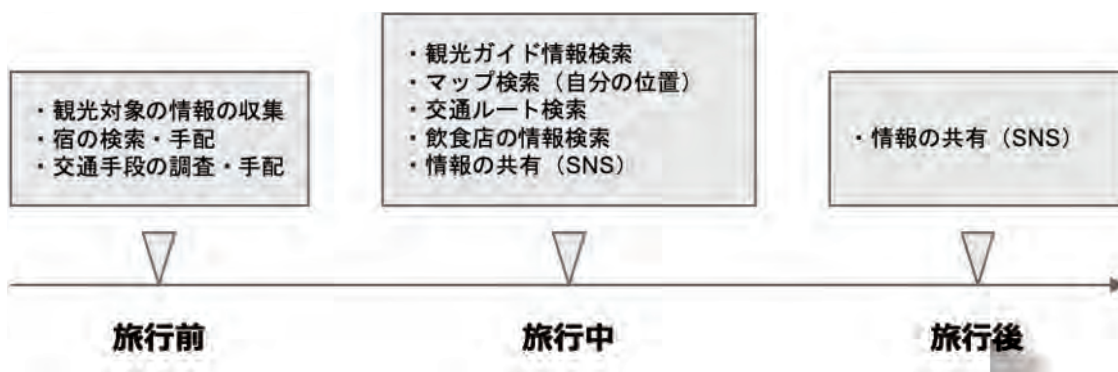 ・観光対象の情報の収集
・宿の検索・手配
・交通手段の調査・手配
・観光ガイド情報検索
・マップ検索（自分の位置）
・交通ルート検索
・飲食店の情報検索
・情報の共有（SNS）
・情報の共有（SNS）
旅行前
旅行中
旅行後